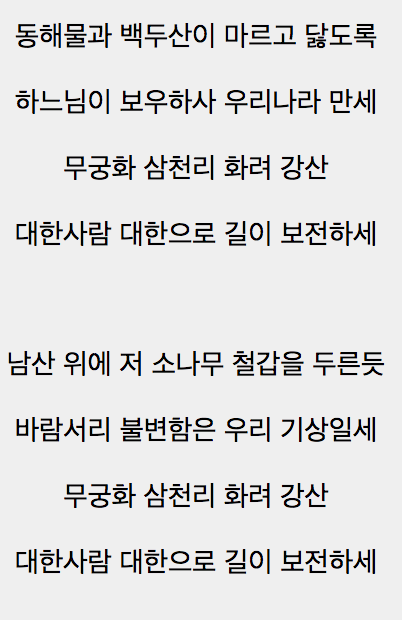 동해물과 백두산이 마르고 닳도록
하느님이 보우하사 우리나라 만세
무궁화 삼천리 화려 강산
대한사람 대한으로 길이 보전하세
남산 위에 저 소나무 철갑을 두른듯
바람서리 불변함은 우리 기상일세
무궁화 삼천리 화려 강산
대한사람 대한으로 길이 보전하세